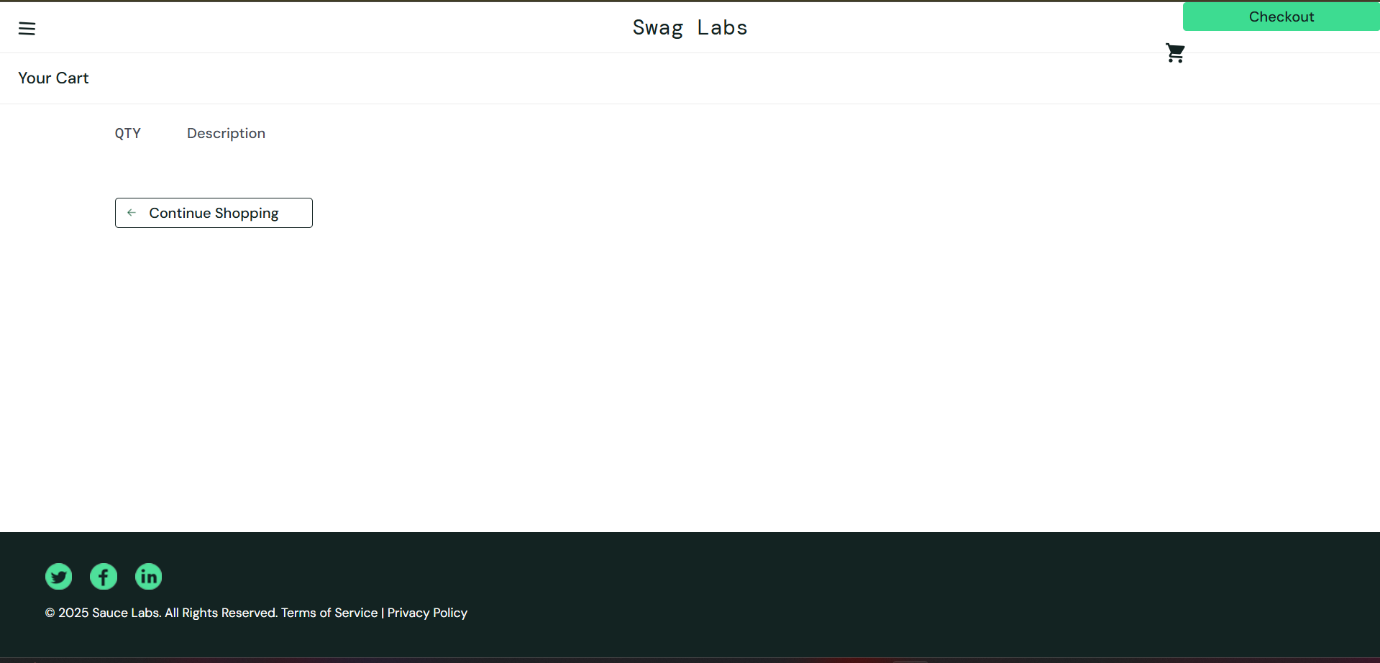 Swag Labs
Checkout
Your Cart
QTY Description
Continue Shopping
© 2025 Sauce Labs. All Rights Reserved. Terms of Service | Privacy Policy